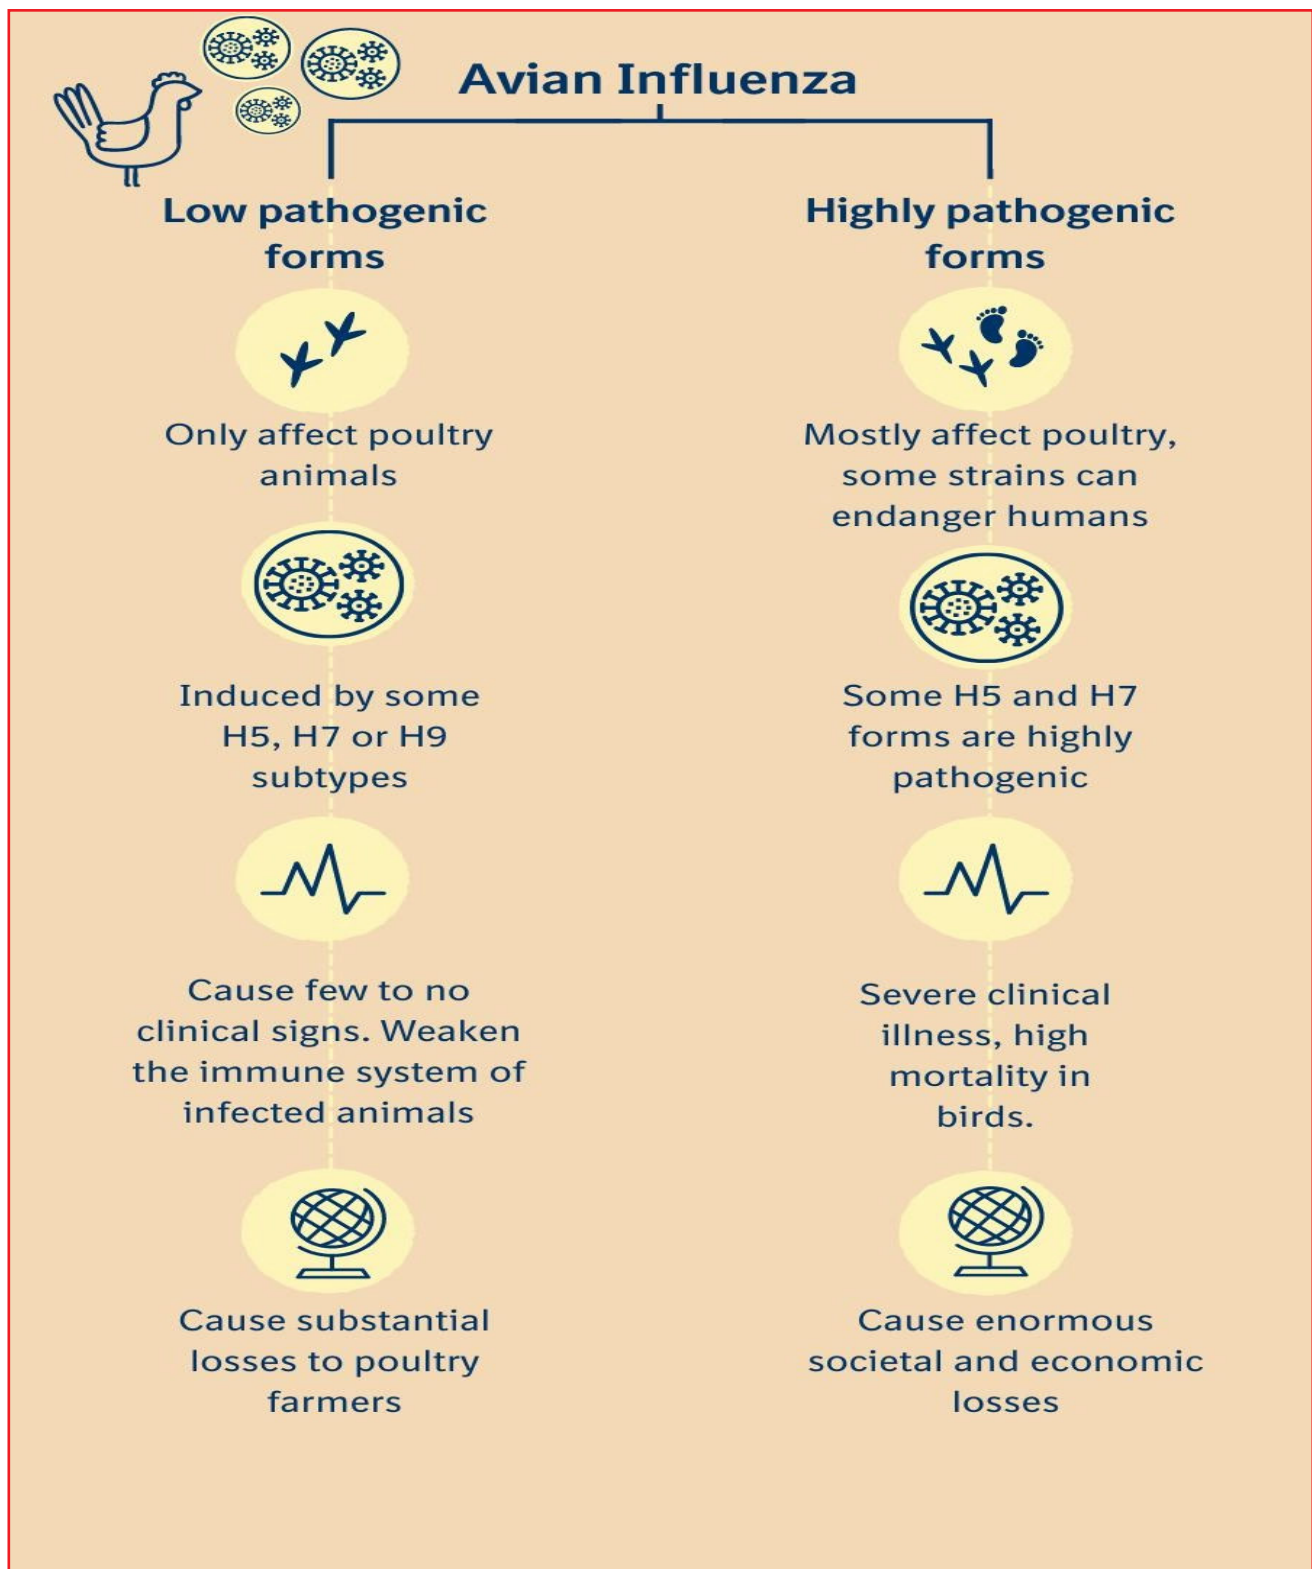 Avian Influenza
Low pathogenic
forms
Only affect poultry
animals
Induced by some
H5, H7 or H9
subtypes
Cause few to no
clinical signs. Weaken
the immune system of
infected animals
Cause substantial
losses to poultry
farmers
Highly pathogenic
forms
Mostly affect poultry,
some strains can
endanger humans
Some H5 and H7
forms are highly
pathogenic
Severe clinical
illness, high
mortality in
birds.
Cause enormous
societal and economic
losses